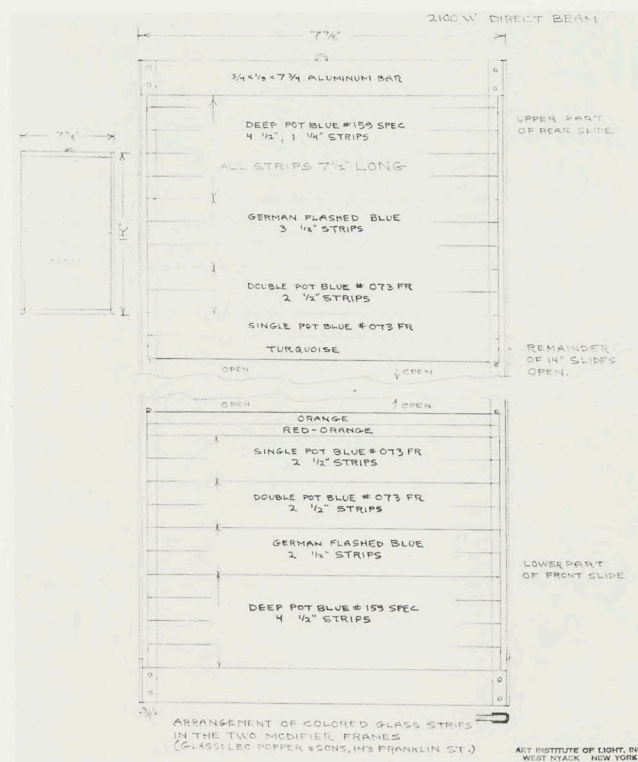 2100 W DIRECT BEAM
7 7/8"
3/4 x 1/8 x 7 3/4 ALUMINUM BAR
UPPER PART
OF REAR SLIDE
DEEP POT BLUE # 159 SPEC
4 1/2", 1 1/4" STRIPS
7 7/8"
ALL STRIPS 7 1/2" LONG
14"
GERMAN FLASHED BLUE
3 1/2" STRIPS
DOUBLE POT BLUE # 073 FR
2 1/2" STRIPS
SINGLE POT BLUE # 073 FR
TURQUOISE
REMAINDER
OF 14" SLIDES
OPEN.
OPEN ↓ OPEN
OPEN ↑ OPEN
ORANGE
RED-ORANGE
SINGLE POT BLUE # 073 FR
2 1/2" STRIPS
DOUBLE POT BLUE # 073 FR
2 1/2" STRIPS
GERMAN FLASHED BLUE
2 1/2" STRIPS
LOWER PART
OF FRONT SLIDE
DEEP POT BLUE # 159 SPEC
4 1/2" STRIPS
ARRANGEMENT OF COLORED GLASS STRIPS
IN THE TWO MODIFIER FRAMES
(GLASS: LEO POPPER & SONS, 143 FRANKLIN ST.)
ART INSTITUTE OF LIGHT, IN
WEST NYACK NEW YORK